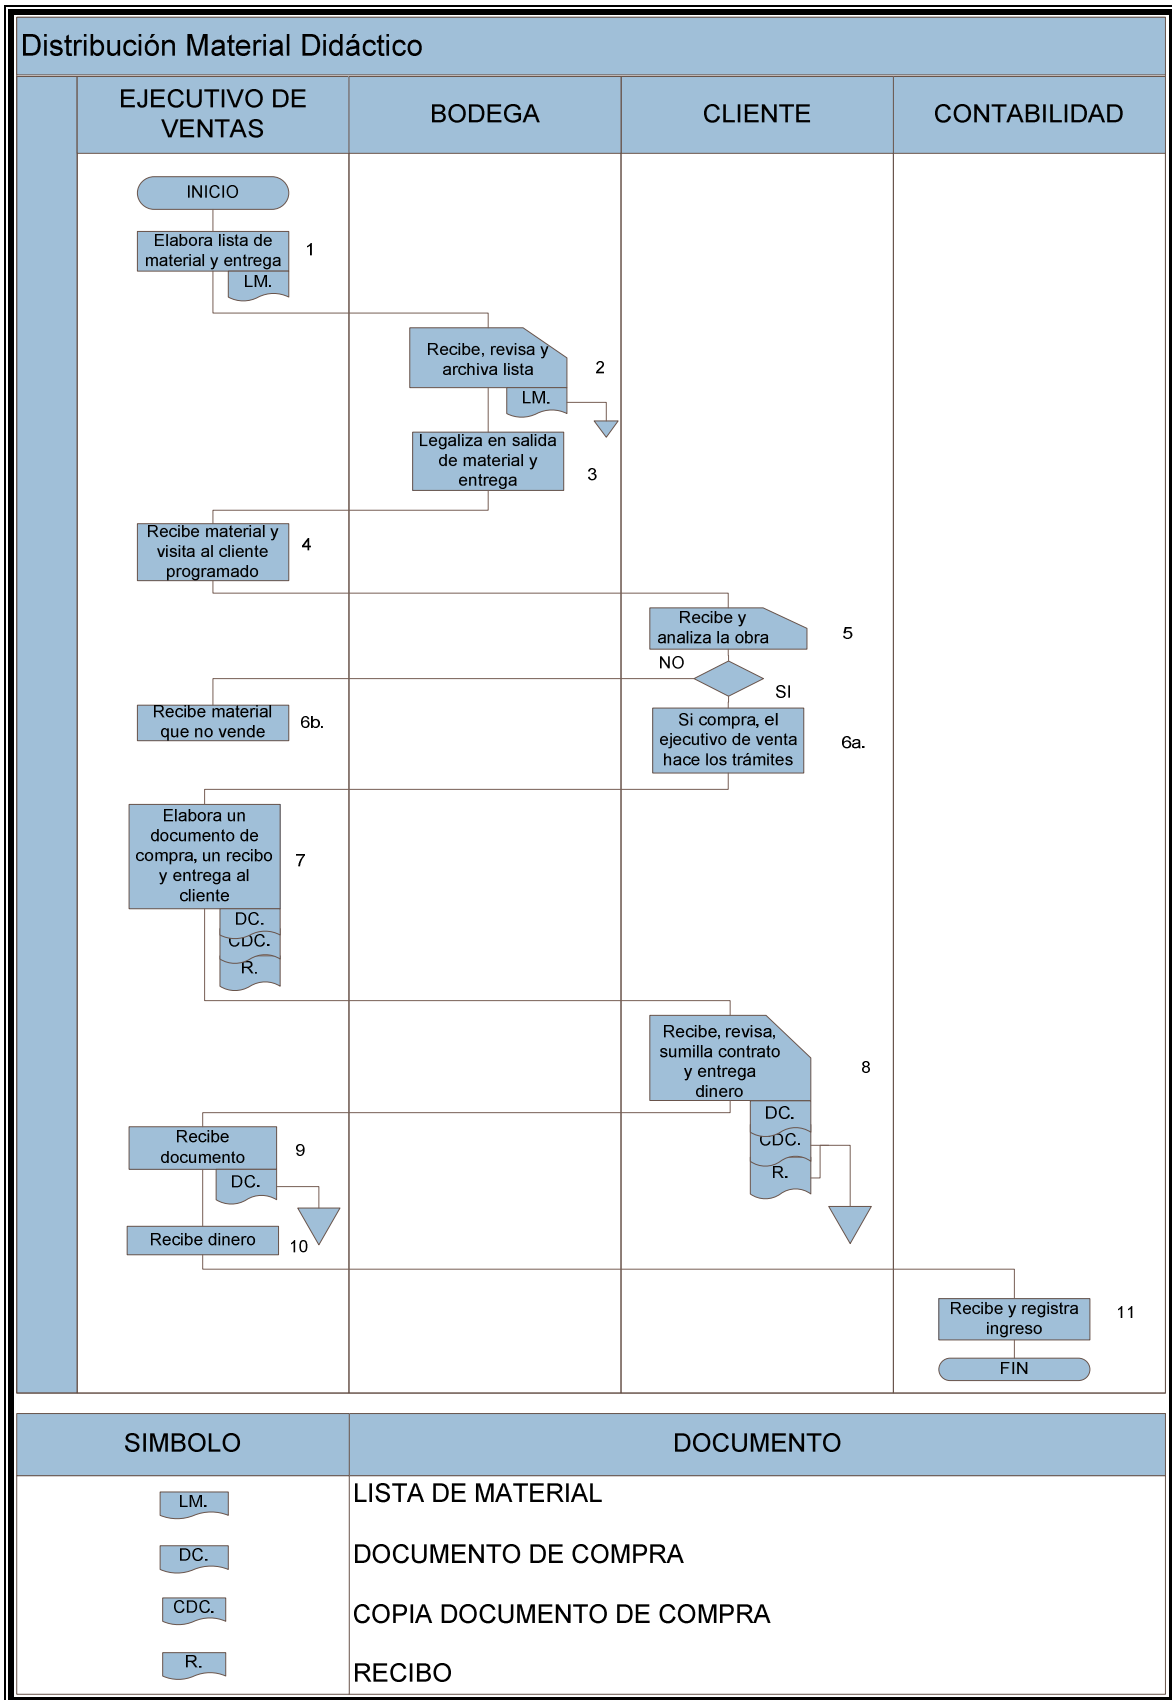 Distribución Material Didáctico
EJECUTIVO DE
VENTAS
BODEGA
CLIENTE
CONTABILIDAD
INICIO
Elabora lista de
material y entrega
1
LM.
Recibe, revisa y
archiva lista
2
LM.
Legaliza en salida
de material y
entrega
3
Recibe material y
visita al cliente
programado
4
Recibe y
analiza la obra
5
NO
SI
Recibe material
que no vende
6b.
Si compra, el
ejecutivo de venta
hace los trámites
6a.
Elabora un
documento de
compra, un recibo
y entrega al
cliente
7
DC.
CDC.
R.
Recibe, revisa,
sumilla contrato
y entrega
dinero
8
DC.
CDC.
R.
Recibe
documento
9
DC.
Recibe dinero
10
Recibe y registra
ingreso
11
FIN
SIMBOLO
DOCUMENTO
LM.
LISTA DE MATERIAL
DC.
DOCUMENTO DE COMPRA
CDC.
COPIA DOCUMENTO DE COMPRA
R.
RECIBO